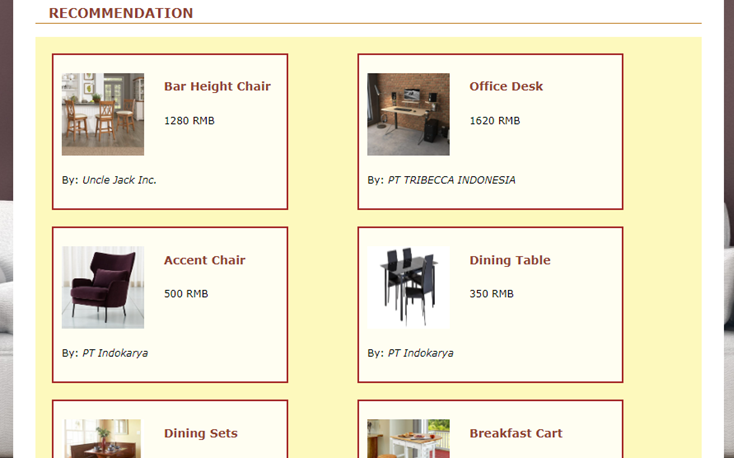 RECOMMENDATION
Bar Height Chair
1280 RMB
By: Uncle Jack Inc.
Office Desk
1620 RMB
By: PT TRIBECCA INDONESIA
Accent Chair
500 RMB
By: PT Indokarya
Dining Table
350 RMB
By: PT Indokarya
Dining Sets
Breakfast Cart